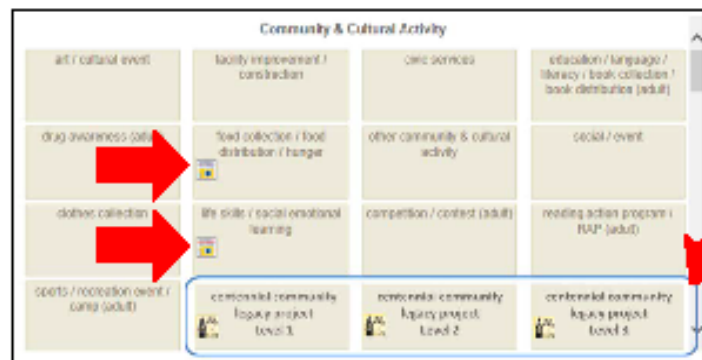 Community & Cultural Activity
art / cultural event
facility improvement /
construction
civic services
education / language /
literacy / book collection /
book distribution (adult)
drug awareness (adult)
food collection / food
distribution / hunger
other community & cultural
activity
social / event
clothes collection
life skills / social emotional
learning
competition / contest (adult)
reading action program /
RAP (adult)
sports / recreation event /
camp (adult)
centennial community
legacy project
Level 1
centennial community
legacy project
Level 2
centennial community
legacy project
Level 3